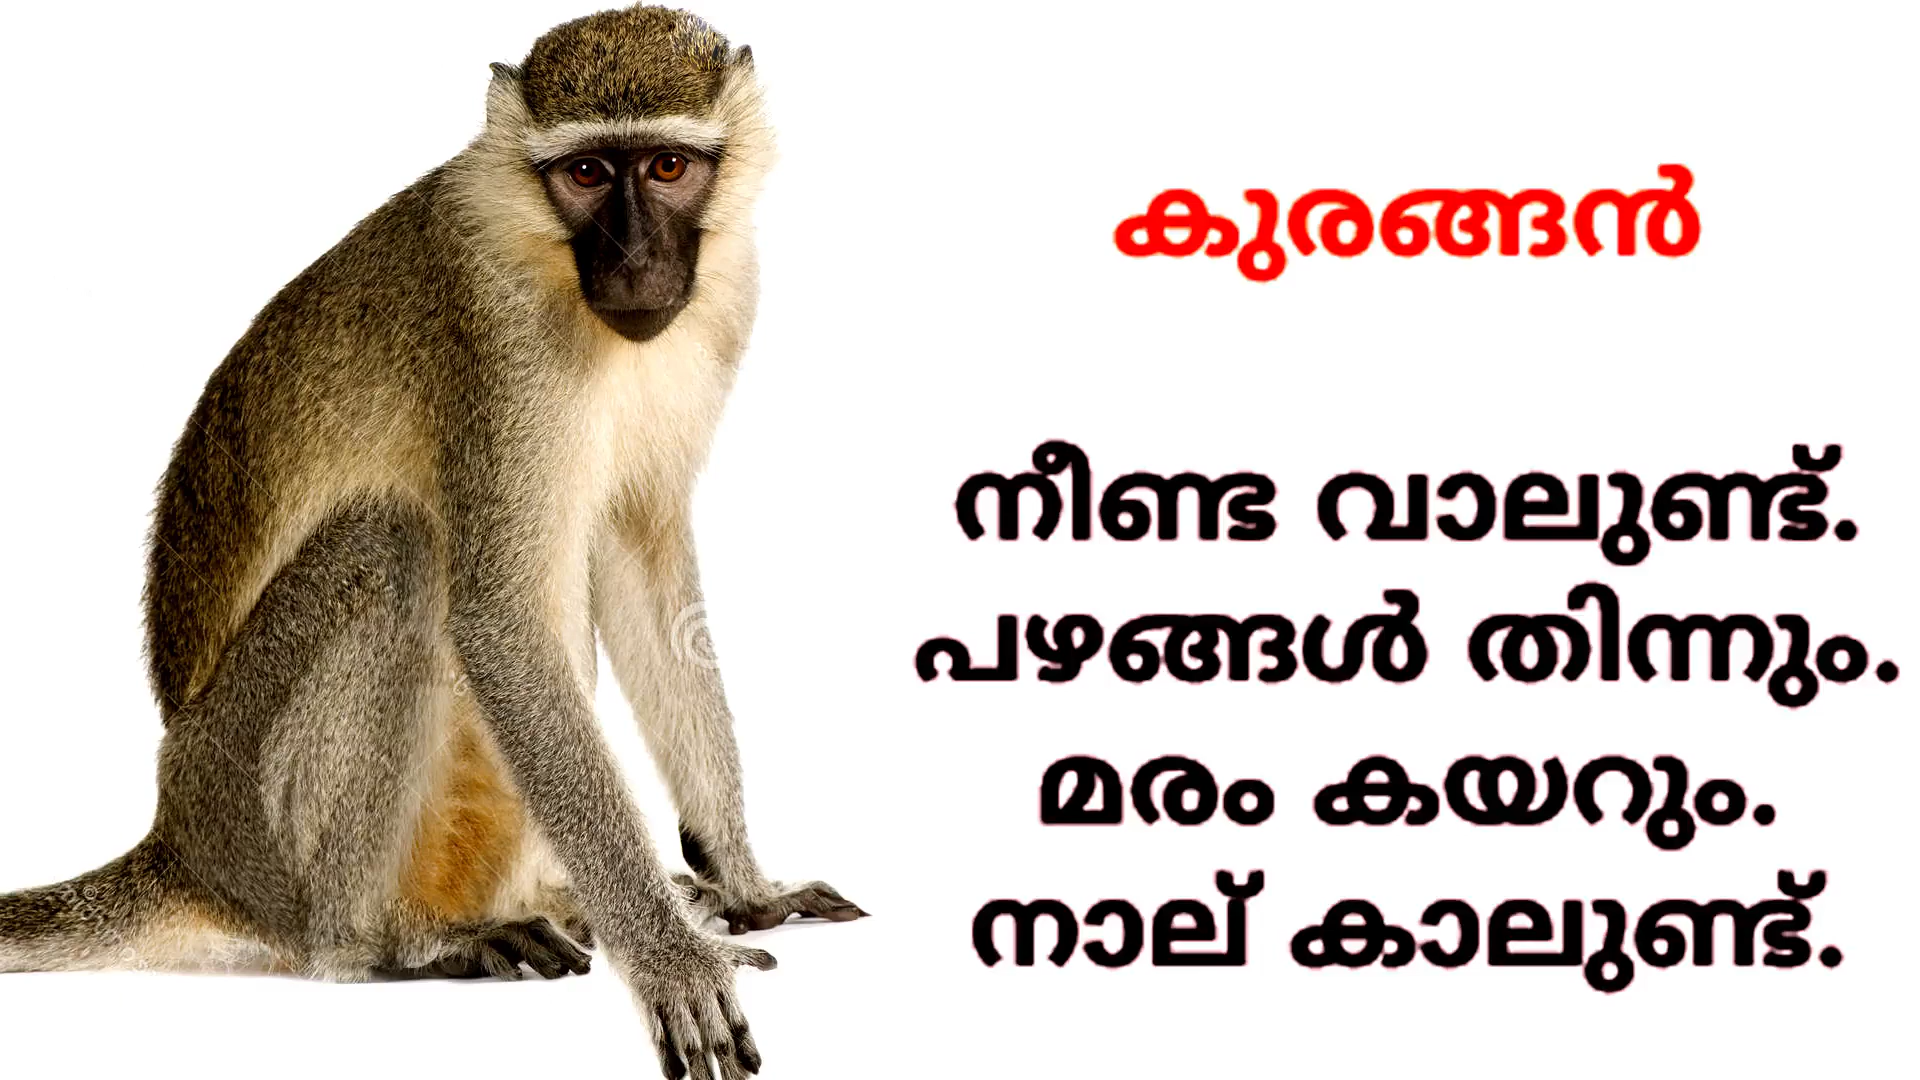 കുരങ്ങൻ
നീണ്ട വാലുണ്ട്.
പഴങ്ങൾ തിന്നും.
മരം കയറും.
നാല് കാലുണ്ട്.